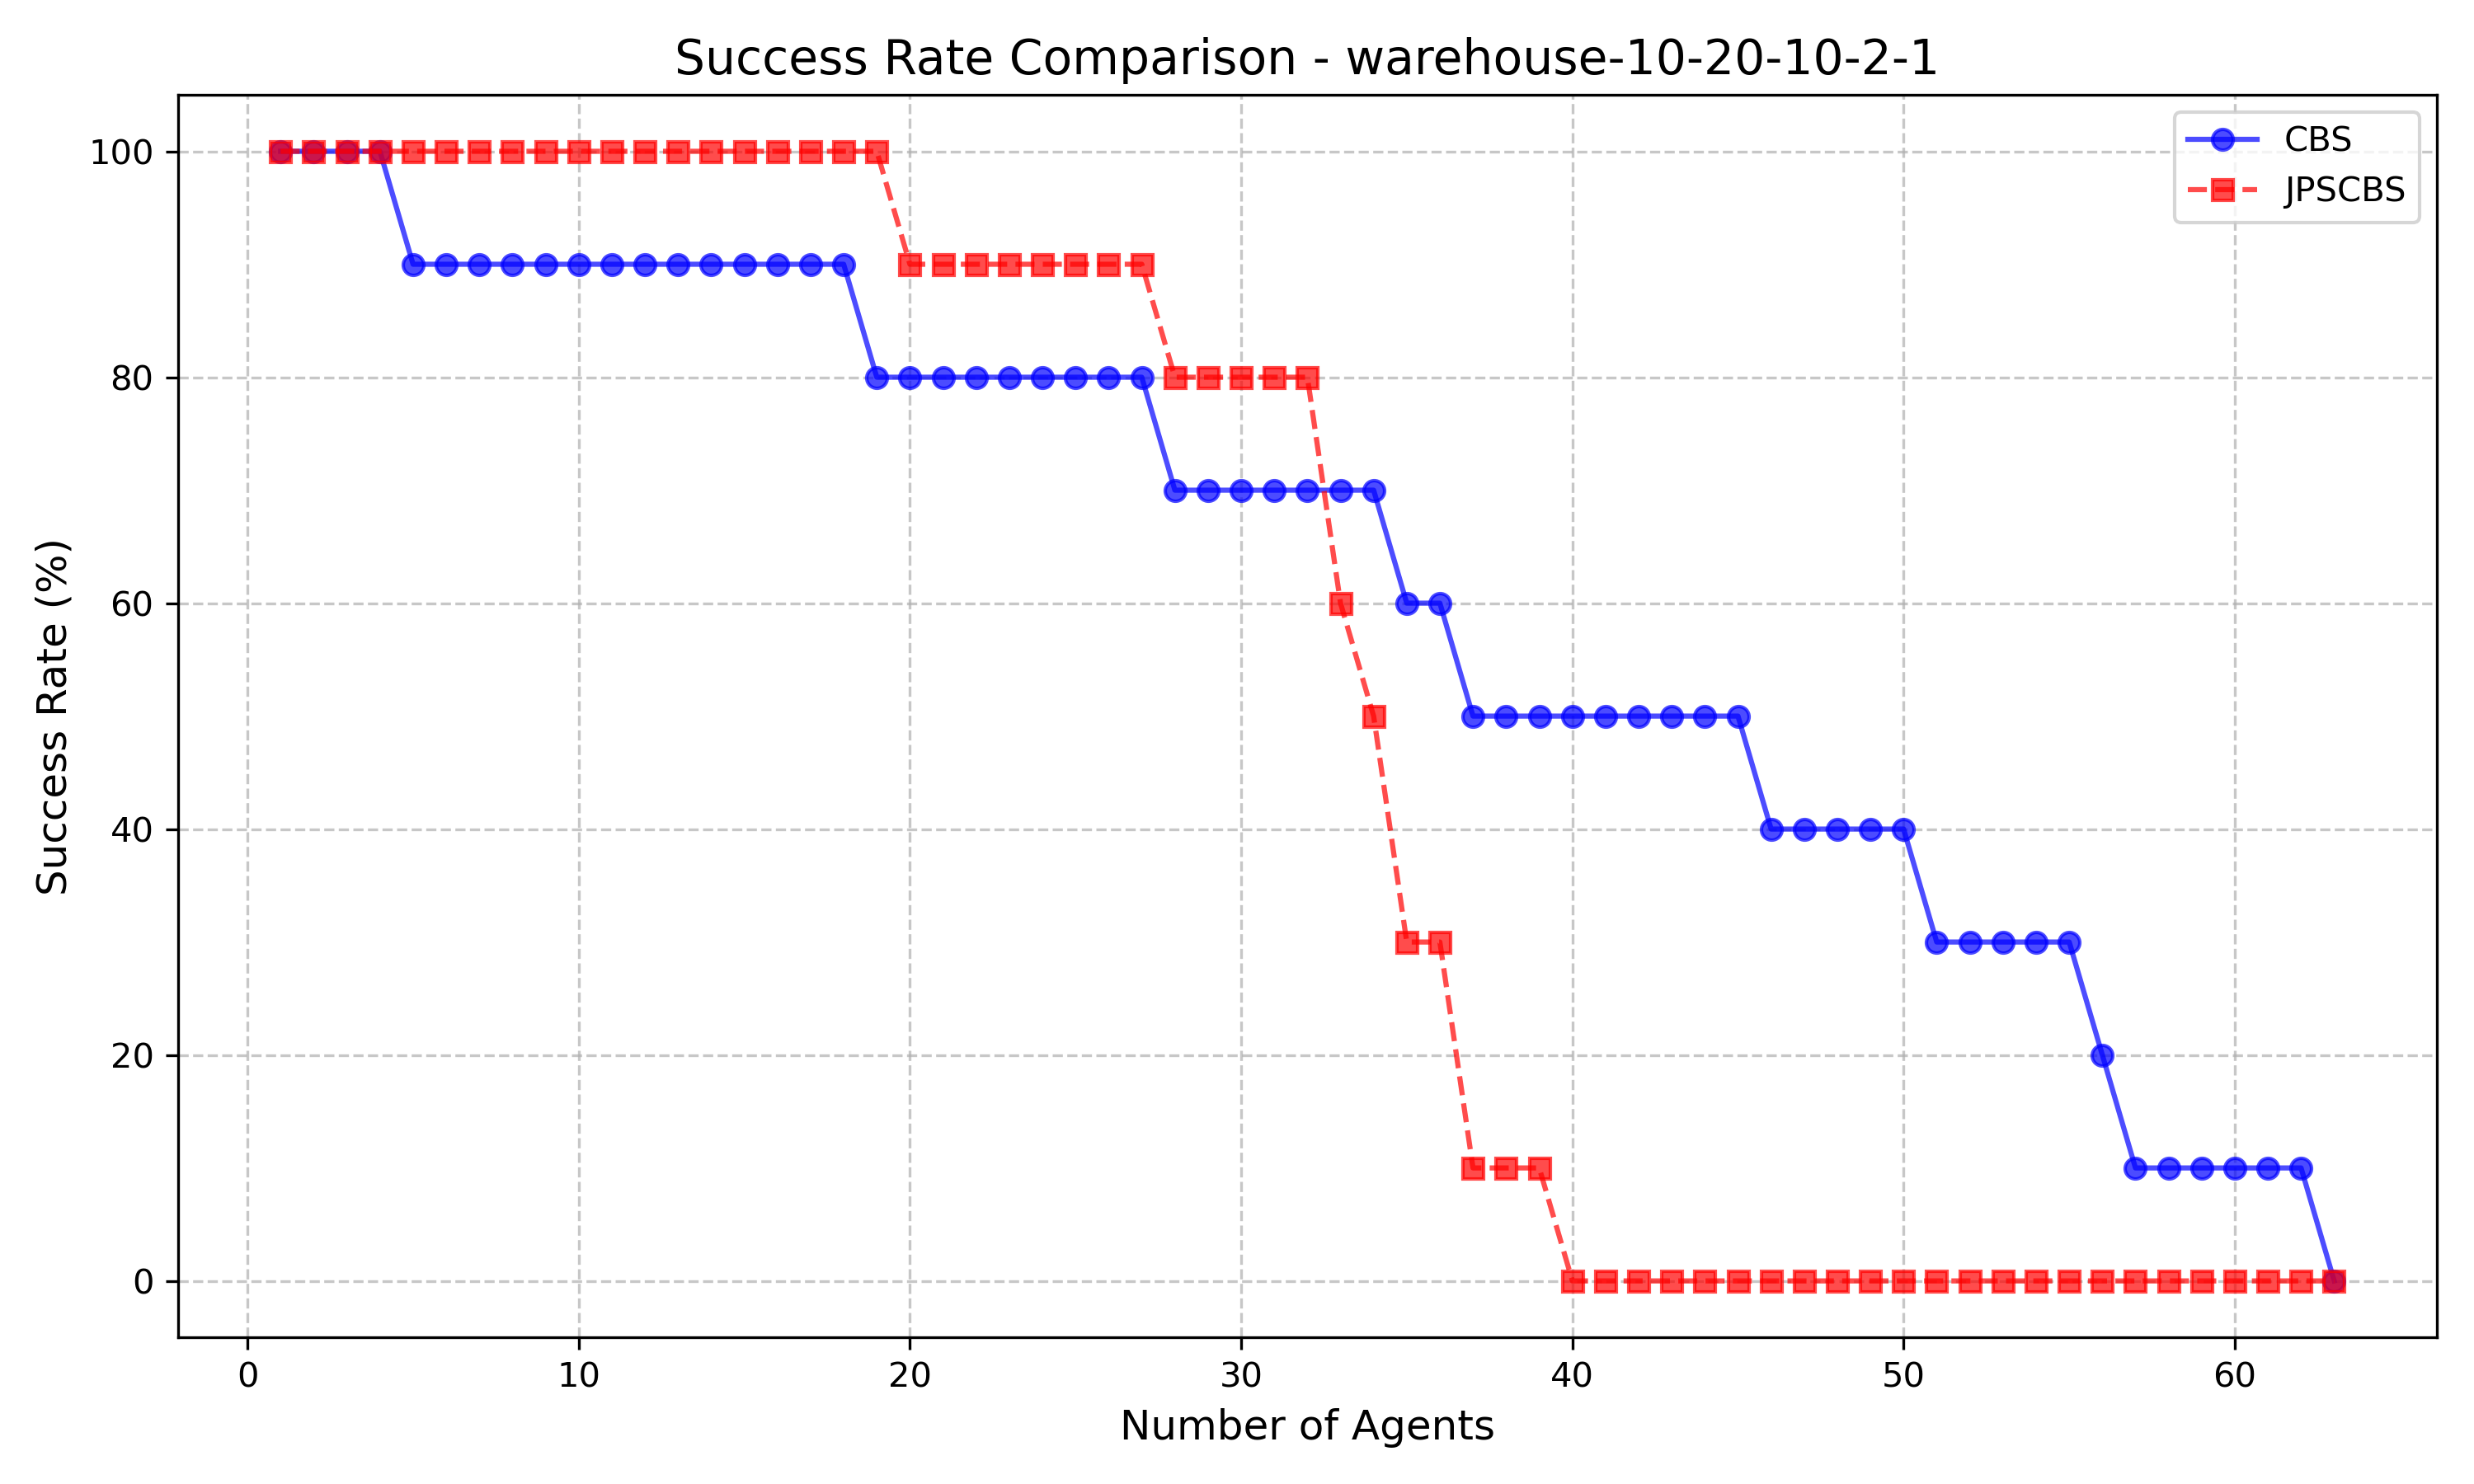 Success Rate Comparison - warehouse-10-20-10-2-1
CBS
JPSCBS
Success Rate (%)
100
80
60
40
20
0
0 10 20 30 40 50 60
Number of Agents